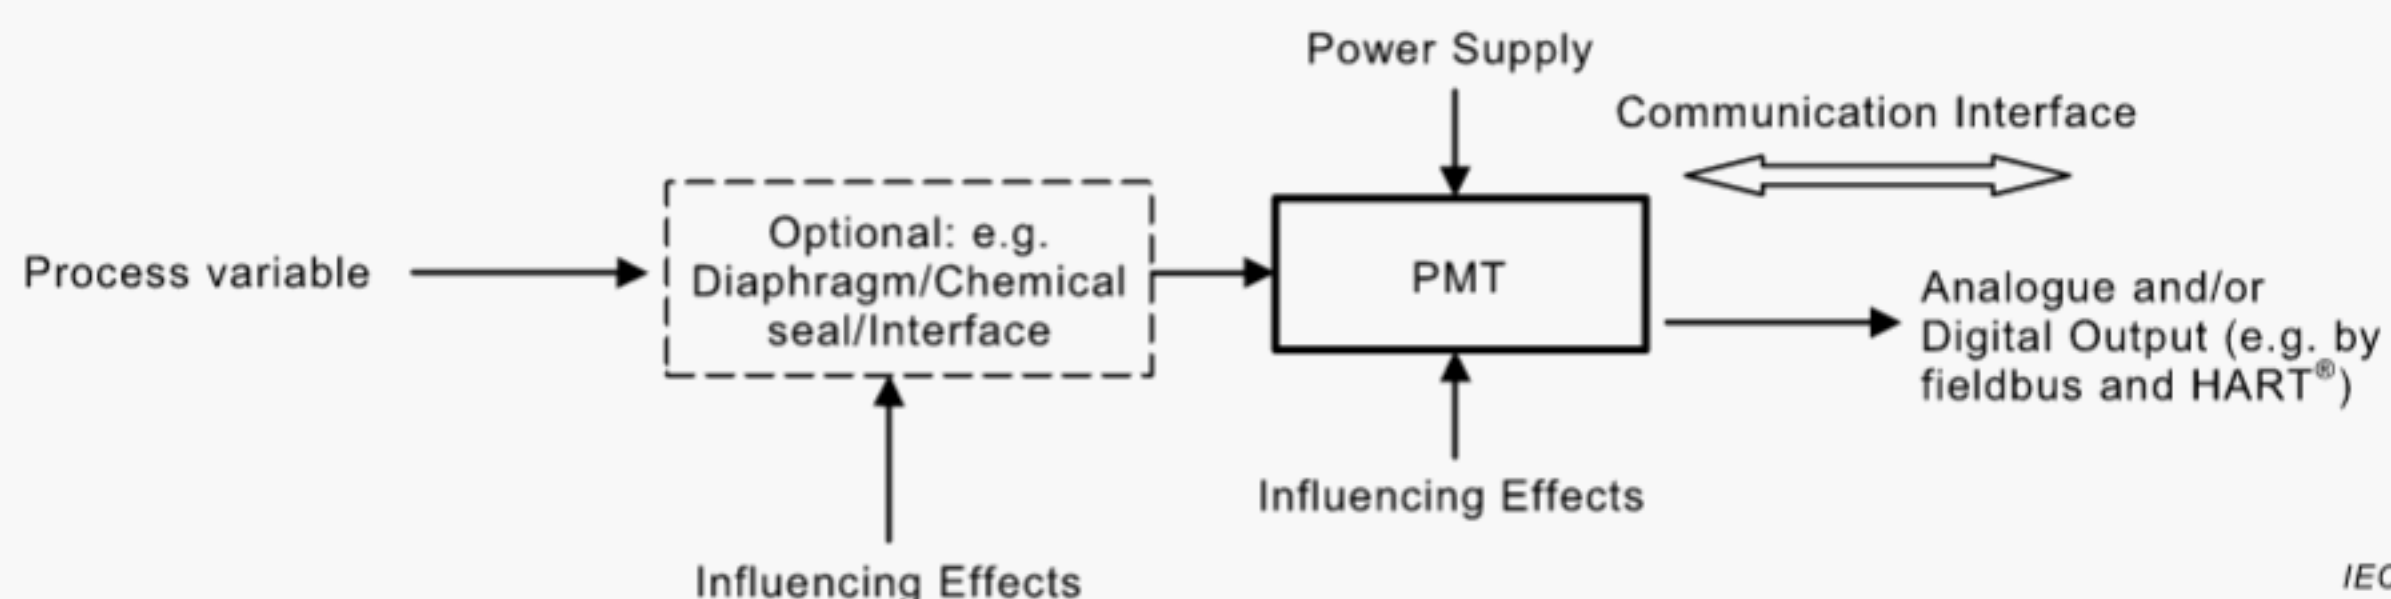 Power Supply
Communication Interface
Process variable
Optional: e.g.
Diaphragm/Chemical
seal/Interface
PMT
Analogue and/or
Digital Output (e.g. by
fieldbus and HART®)
Influencing Effects
Influencing Effects
IEC